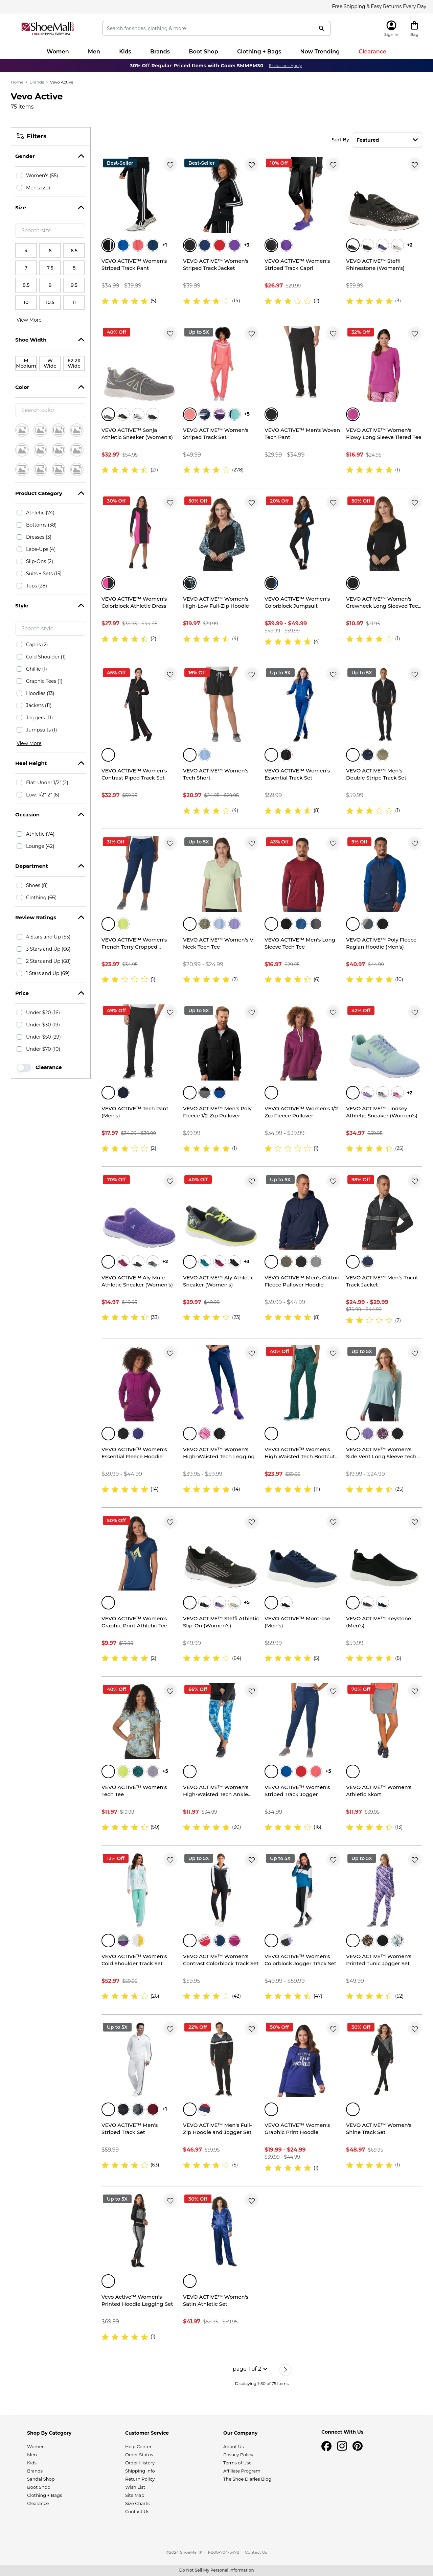 Free Shipping & Easy Returns Every Day
ShoeMall
FREE SHIPPING EVERY DAY
Search for shoes, clothing & more
Sign In
Bag
Women Men Kids Brands Boot Shop Clothing + Bags Now Trending Clearance
30% Off Regular-Priced Items with Code: SMMEM30 Exclusions Apply.
Home > Brands > Vevo Active
Vevo Active
75 items
Filters
Sort By: Featured
Gender
Women's (55)
Men's (20)
Size
Search size
4 6 6.5
7 7.5 8
8.5 9 9.5
10 10.5 11
View More
Shoe Width
M Medium
W Wide
E2 2X Wide
Color
Search color
Product Category
Athletic (74)
Bottoms (38)
Dresses (3)
Lace-Ups (4)
Slip-Ons (2)
Suits + Sets (15)
Tops (28)
Style
Search style
Capris (2)
Cold Shoulder (1)
Ghillie (1)
Graphic Tees (1)
Hoodies (13)
Jackets (11)
Joggers (11)
Jumpsuits (1)
View More
Heel Height
Flat: Under 1/2" (2)
Low: 1/2"-2" (6)
Occasion
Athletic (74)
Lounge (42)
Department
Shoes (8)
Clothing (66)
Review Ratings
4 Stars and Up (55)
3 Stars and Up (66)
2 Stars and Up (68)
1 Stars and Up (69)
Price
Under $20 (16)
Under $30 (19)
Under $50 (29)
Under $70 (10)
Clearance
Best-Seller
+1
VEVO ACTIVE™ Women's Striped Track Pant
$34.99 - $39.99
(5)
Best-Seller
+3
VEVO ACTIVE™ Women's Striped Track Jacket
$39.99
(14)
10% Off
VEVO ACTIVE™ Women's Striped Track Capri
$26.97 $29.99
(2)
+2
VEVO ACTIVE™ Steffi Rhinestone (Women's)
$59.99
(3)
40% Off
VEVO ACTIVE™ Sonja Athletic Sneaker (Women's)
$32.97 $54.95
(21)
Up to 5X
+5
VEVO ACTIVE™ Women's Striped Track Set
$49.99
(278)
VEVO ACTIVE™ Men's Woven Tech Pant
$29.99 - $34.99
32% Off
VEVO ACTIVE™ Women's Flowy Long Sleeve Tiered Tee
$16.97 $24.95
(1)
30% Off
VEVO ACTIVE™ Women's Colorblock Athletic Dress
$27.97 $39.95 - $44.95
(2)
50% Off
VEVO ACTIVE™ Women's High-Low Full-Zip Hoodie
$19.97 $39.99
(4)
20% Off
VEVO ACTIVE™ Women's Colorblock Jumpsuit
$39.99 - $49.99
$49.99 - $59.99
(4)
50% Off
VEVO ACTIVE™ Women's Crewneck Long Sleeved Tec...
$10.97 $21.95
(1)
45% Off
VEVO ACTIVE™ Women's Contrast Piped Track Set
$32.97 $59.95
16% Off
VEVO ACTIVE™ Women's Tech Short
$20.97 $24.95 - $29.95
(4)
Up to 5X
VEVO ACTIVE™ Women's Essential Track Set
$59.99
(8)
Up to 5X
VEVO ACTIVE™ Men's Double Stripe Track Set
$59.99
(1)
31% Off
VEVO ACTIVE™ Women's French Terry Cropped...
$23.97 $34.95
(1)
Up to 5X
VEVO ACTIVE™ Women's V-Neck Tech Tee
$20.99 - $24.99
(2)
43% Off
VEVO ACTIVE™ Men's Long Sleeve Tech Tee
$16.97 $29.95
(6)
9% Off
VEVO ACTIVE™ Poly Fleece Raglan Hoodie (Men's)
$40.97 $44.99
(10)
49% Off
VEVO ACTIVE™ Tech Pant (Men's)
$17.97 $34.99 - $39.99
(2)
Up to 5X
VEVO ACTIVE™ Men's Poly Fleece 1/2-Zip Pullover
$39.99
(1)
VEVO ACTIVE™ Women's 1/2 Zip Fleece Pullover
$34.99 - $39.99
(1)
42% Off
+2
VEVO ACTIVE™ Lindsey Athletic Sneaker (Women's)
$34.97 $59.95
(25)
70% Off
+2
VEVO ACTIVE™ Aly Mule Athletic Sneaker (Women's)
$14.97 $49.95
(33)
40% Off
+3
VEVO ACTIVE™ Aly Athletic Sneaker (Women's)
$29.97 $49.99
(23)
Up to 5X
VEVO ACTIVE™ Men's Cotton Fleece Pullover Hoodie
$39.99 - $44.99
(8)
38% Off
VEVO ACTIVE™ Men's Tricot Track Jacket
$24.99 - $29.99
$39.99 - $44.99
(2)
VEVO ACTIVE™ Women's Essential Fleece Hoodie
$39.99 - $44.99
(14)
VEVO ACTIVE™ Women's High-Waisted Tech Legging
$39.95 - $59.99
(14)
40% Off
VEVO ACTIVE™ Women's High Waisted Tech Bootcut...
$23.97 $39.95
(11)
Up to 5X
VEVO ACTIVE™ Women's Side Vent Long Sleeve Tech...
$19.99 - $24.99
(25)
50% Off
VEVO ACTIVE™ Women's Graphic Print Athletic Tee
$9.97 $19.99
(2)
+5
VEVO ACTIVE™ Steffi Athletic Slip-On (Women's)
$49.99
(64)
VEVO ACTIVE™ Montrose (Men's)
$59.99
(5)
VEVO ACTIVE™ Keystone (Men's)
$59.99
(8)
40% Off
+5
VEVO ACTIVE™ Women's Tech Tee
$11.97 $19.99
(50)
66% Off
VEVO ACTIVE™ Women's High-Waisted Tech Ankle...
$11.97 $34.99
(30)
+5
VEVO ACTIVE™ Women's Striped Track Jogger
$34.99
(16)
70% Off
VEVO ACTIVE™ Women's Athletic Skort
$11.97 $39.95
(13)
12% Off
VEVO ACTIVE™ Women's Cold Shoulder Track Set
$52.97 $59.95
(26)
Up to 5X
VEVO ACTIVE™ Women's Contrast Colorblock Track Set
$59.95
(42)
Up to 5X
VEVO ACTIVE™ Women's Colorblock Jogger Track Set
$49.99 - $59.99
(47)
Up to 5X
VEVO ACTIVE™ Women's Printed Tunic Jogger Set
$49.99
(52)
Up to 5X
+1
VEVO ACTIVE™ Men's Striped Track Set
$59.99
(63)
22% Off
VEVO ACTIVE™ Men's Full-Zip Hoodie and Jogger Set
$46.97 $59.95
(5)
50% Off
VEVO ACTIVE™ Women's Graphic Print Hoodie
$19.99 - $24.99
$39.99 - $44.99
(1)
30% Off
VEVO ACTIVE™ Women's Shine Track Set
$48.97 $69.95
(1)
Up to 5X
Vevo Active™ Women's Printed Hoodie Legging Set
$69.99
(1)
30% Off
VEVO ACTIVE™ Women's Satin Athletic Set
$41.97 $59.95 - $69.95
page 1 of 2
Displaying 1-50 of 75 items
Shop By Category
Women
Men
Kids
Brands
Sandal Shop
Boot Shop
Clothing + Bags
Clearance
Customer Service
Help Center
Order Status
Order History
Shipping Info
Return Policy
Wish List
Site Map
Size Charts
Contact Us
Our Company
About Us
Privacy Policy
Terms of Use
Affiliate Program
The Shoe Diaries Blog
Connect With Us
©2024 ShoeMall® | 1-800-704-5478 | Contact Us
Do Not Sell My Personal Information